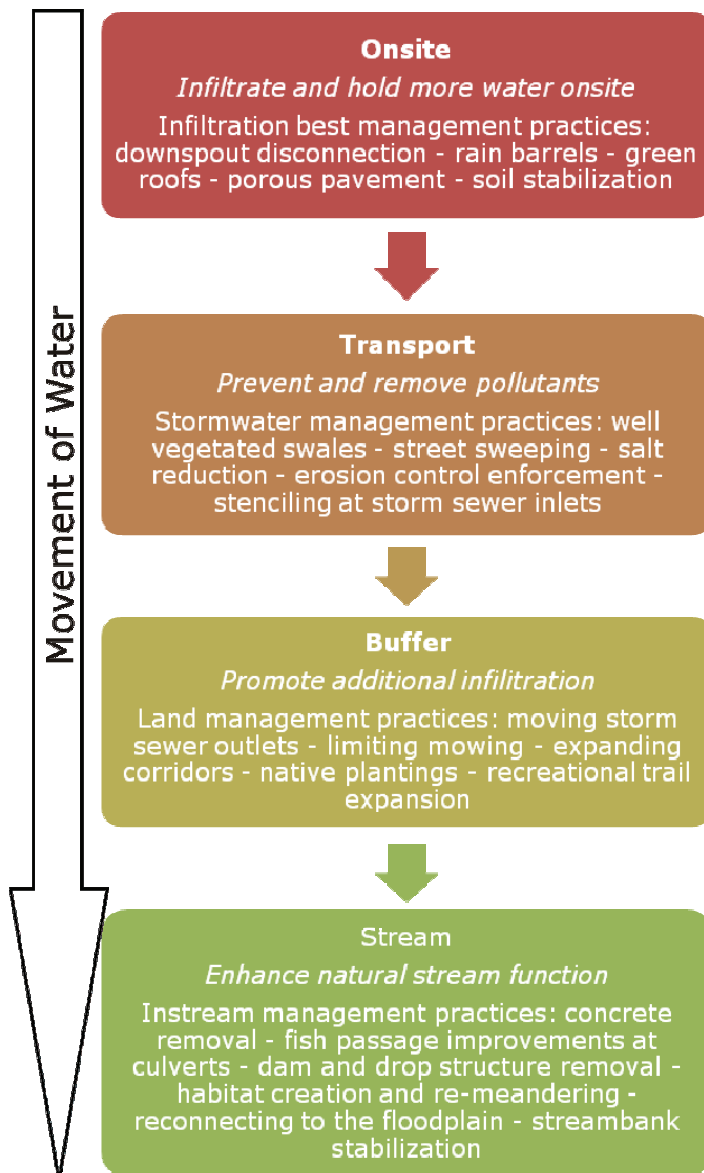 Movement of Water
Onsite
Infiltrate and hold more water onsite
Infiltration best management practices:
downspout disconnection - rain barrels - green
roofs - porous pavement - soil stabilization
Transport
Prevent and remove pollutants
Stormwater management practices: well
vegetated swales - street sweeping - salt
reduction - erosion control enforcement -
stenciling at storm sewer inlets
Buffer
Promote additional infilitration
Land management practices: moving storm
sewer outlets - limiting mowing - expanding
corridors - native plantings - recreational trail
expansion
Stream
Enhance natural stream function
Instream management practices: concrete
removal - fish passage improvements at
culverts - dam and drop structure removal -
habitat creation and re-meandering -
reconnecting to the floodplain - streambank
stabilization